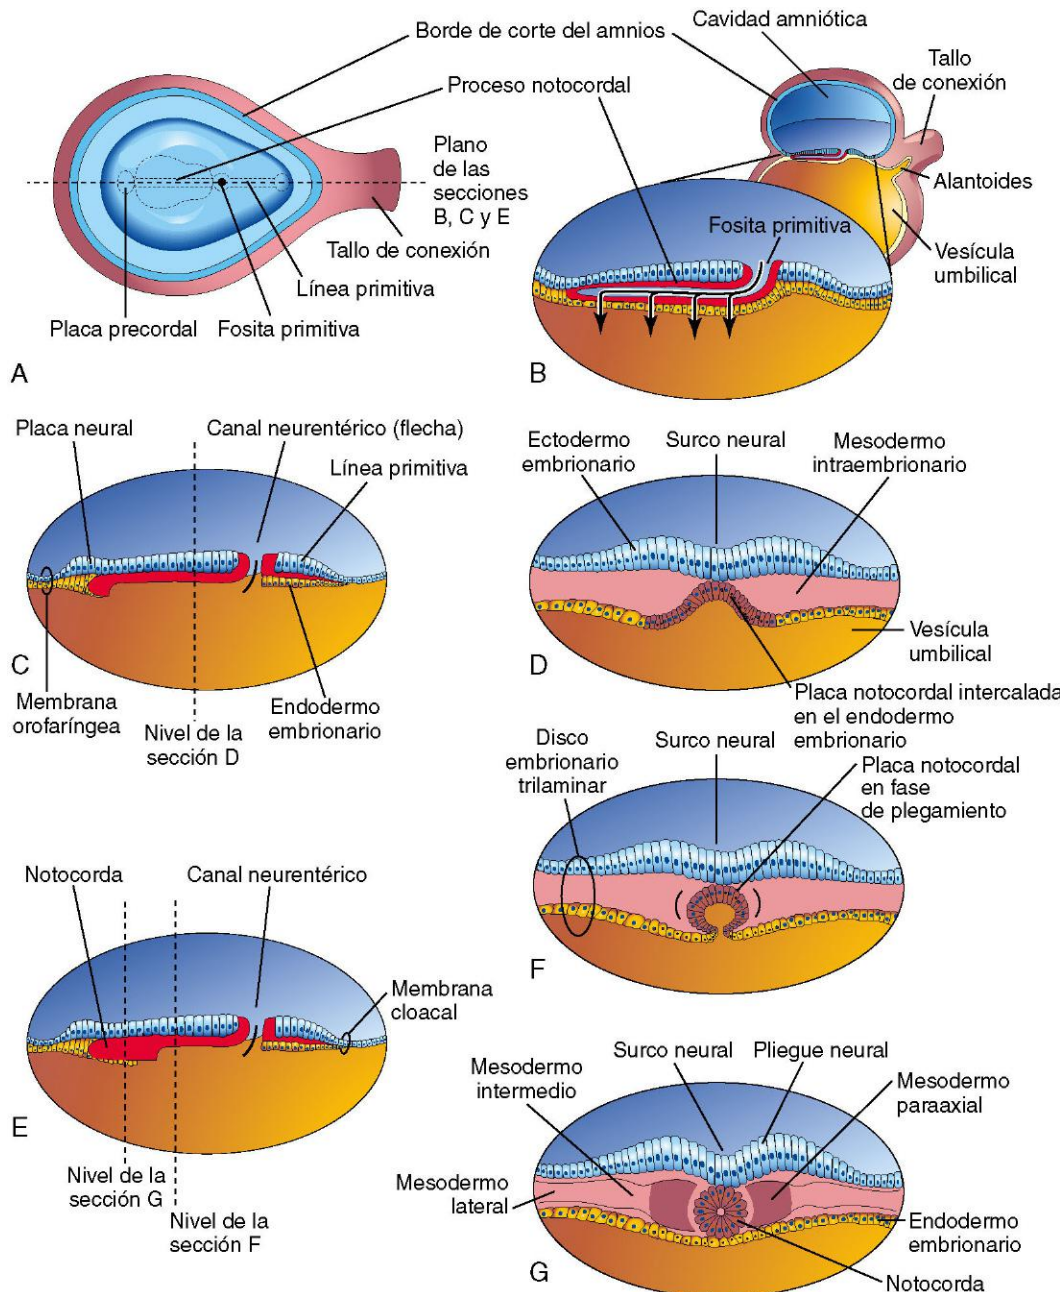 Borde de corte del amnios
Cavidad amniótica
Tallo
de conexión
Proceso notocordal
Plano
de las
secciones
B, C y E
Tallo de conexión
Línea primitiva
Placa precordal
Fosita primitiva
A
Fosita primitiva
Alantoides
Vesícula
umbilical
B
Placa neural
Canal neurentérico (flecha)
Línea primitiva
C
Membrana
orofaríngea
Nivel de la
sección D
Endodermo
embrionario
Ectodermo
embrionario
Surco neural
Mesodermo
intraembrionario
D
Vesícula
umbilical
Placa notocordal intercalada
en el endodermo
embrionario
Disco
embrionario
trilaminar
Surco neural
Placa notocordal
en fase
de plegamiento
F
Notocorda
Canal neurentérico
Membrana
cloacal
E
Nivel de la
sección G
Nivel de la
sección F
Mesodermo
intermedio
Surco neural
Pliegue neural
Mesodermo
paraaxial
Mesodermo
lateral
Endodermo
embrionario
G
Notocorda